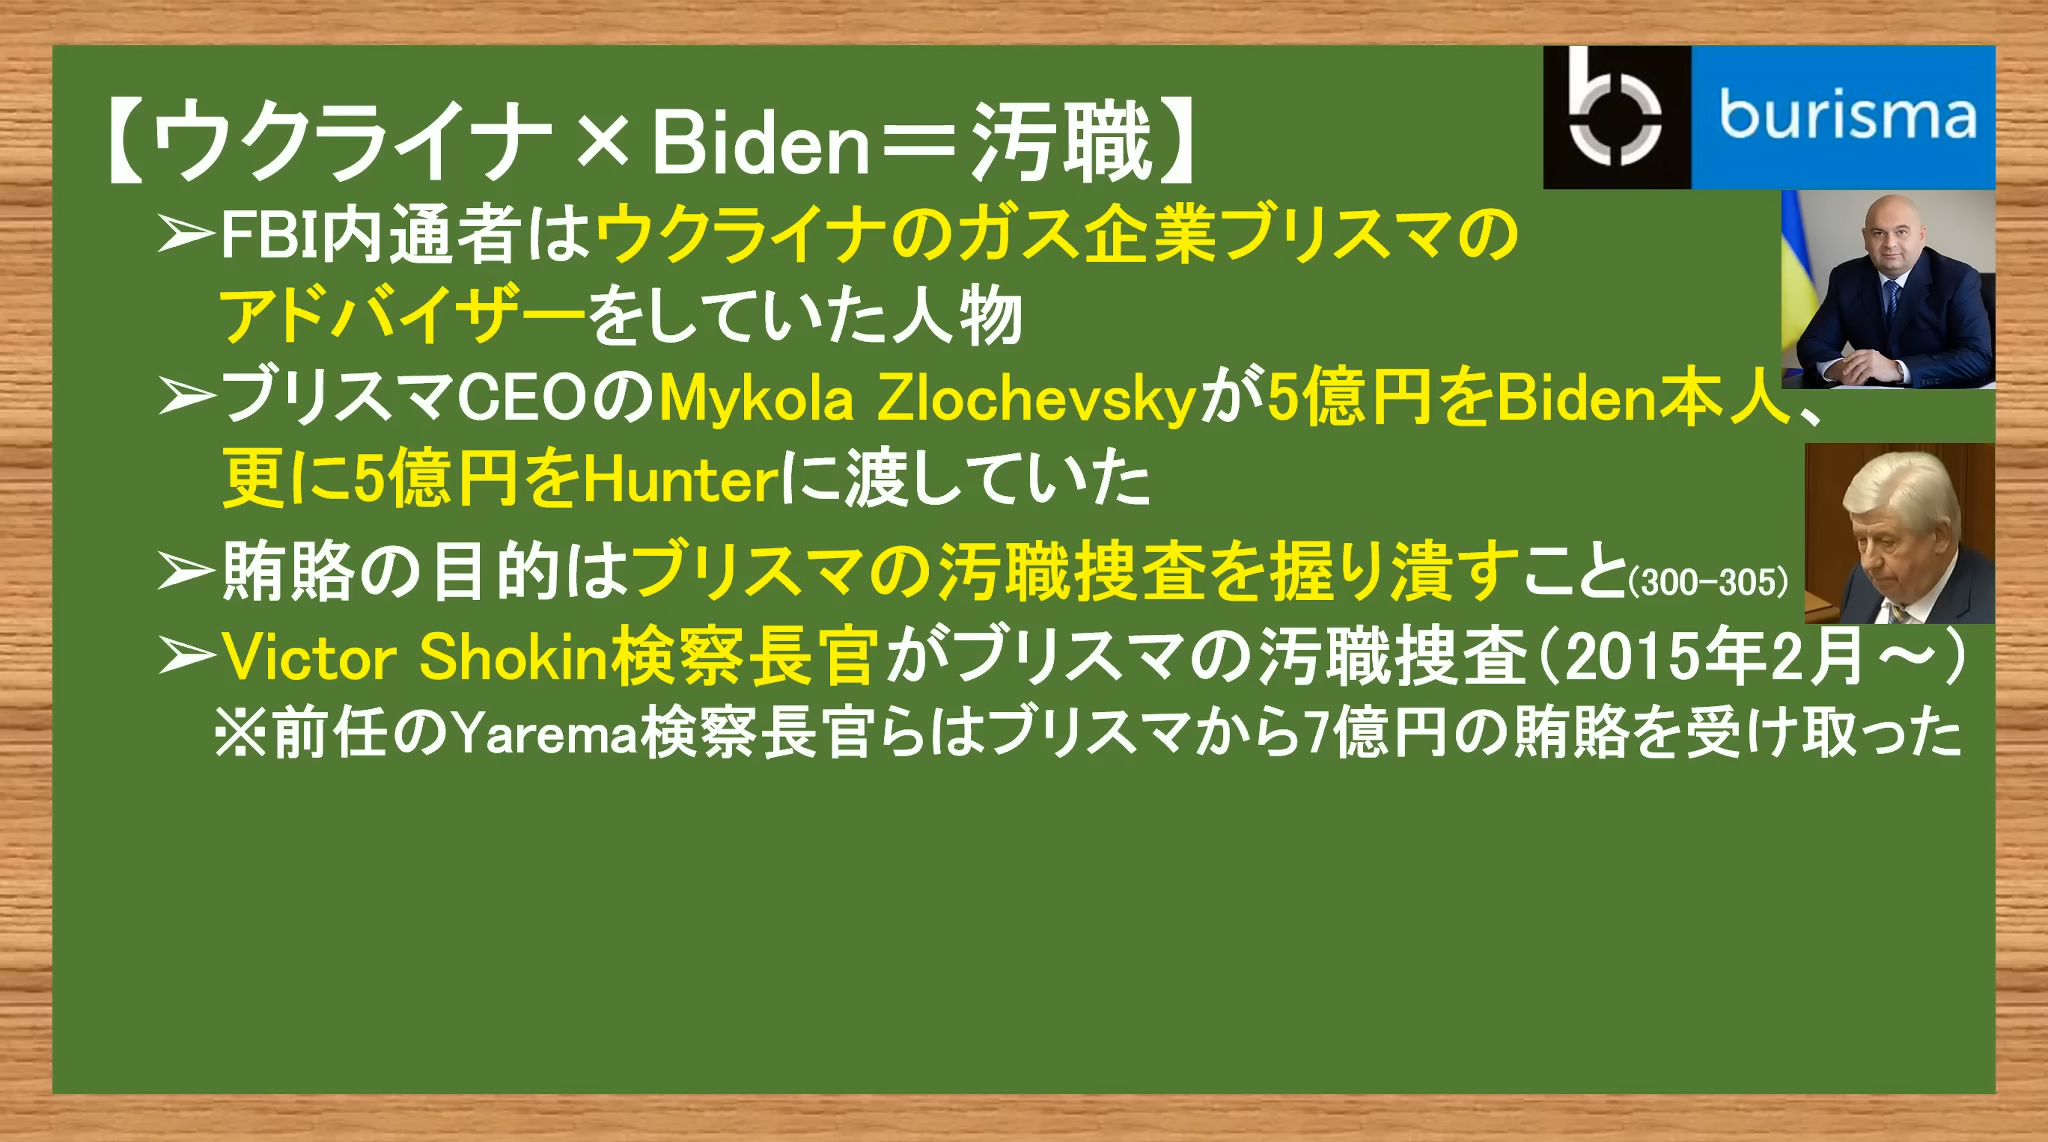 【ウクライナ×Biden＝汚職】
burisma
➢FBI内通者はウクライナのガス企業ブリスマの
アドバイザーをしていた人物
➢ブリスマCEOのMykola Zlochevskyが5億円をBiden本人、
更に5億円をHunterに渡していた
➢賄賂の目的はブリスマの汚職捜査を握り潰すこと(300-305)
➢Victor Shokin検察長官がブリスマの汚職捜査（2015年2月～）
※前任のYarema検察長官らはブリスマから7億円の賄賂を受け取った